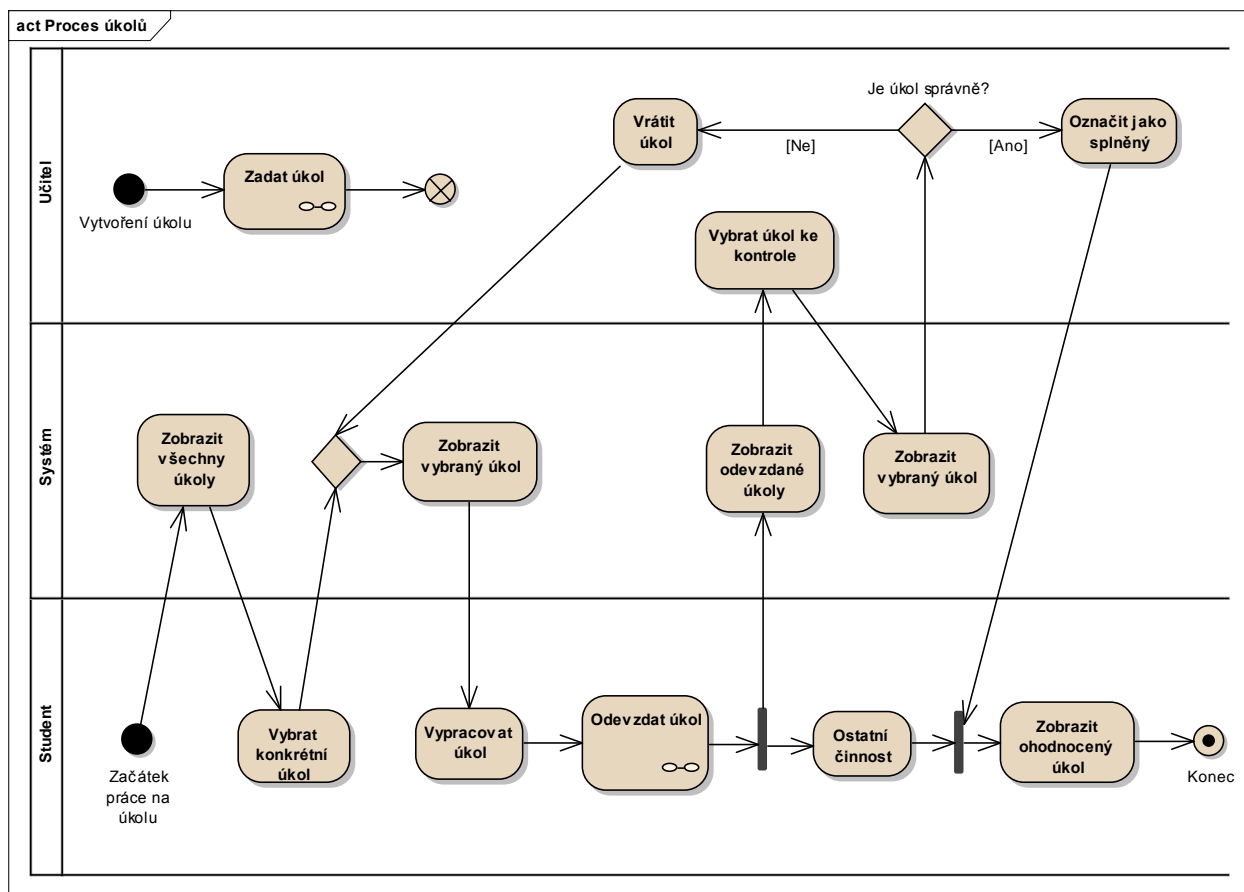 act Proces úkolů
Učitel
Je úkol správně?
Vrátit
úkol
[Ne]
[Ano]
Označit jako
splněný
Zadat úkol
Vytvoření úkolu
Vybrat úkol ke
kontrole
Systém
Zobrazit
všechny
úkoly
Zobrazit
vybraný úkol
Zobrazit
odevzdané
úkoly
Zobrazit
vybraný úkol
Student
Začátek
práce na
úkolu
Vybrat
konkrétní
úkol
Vypracovat
úkol
Odevzdat úkol
Ostatní
činnost
Zobrazit
ohodnocený
úkol
Konec